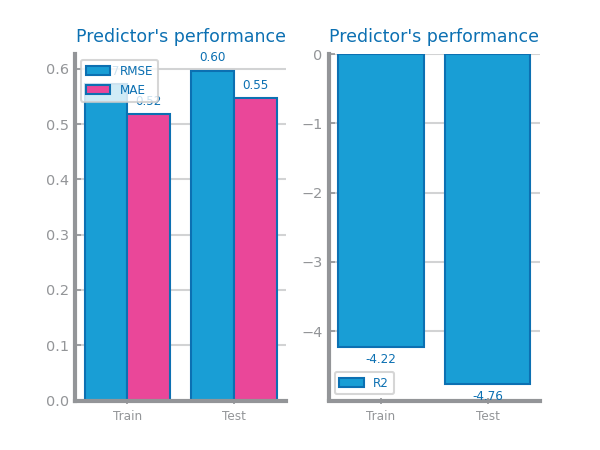 Predictor's performance
Predictor's performance
RMSE
MAE
0.52
0.60
0.55
0.6
0.5
0.4
0.3
0.2
0.1
0.0
Train
Test
0
−1
−2
−3
−4
-4.22
-4.76
R2
Train
Test